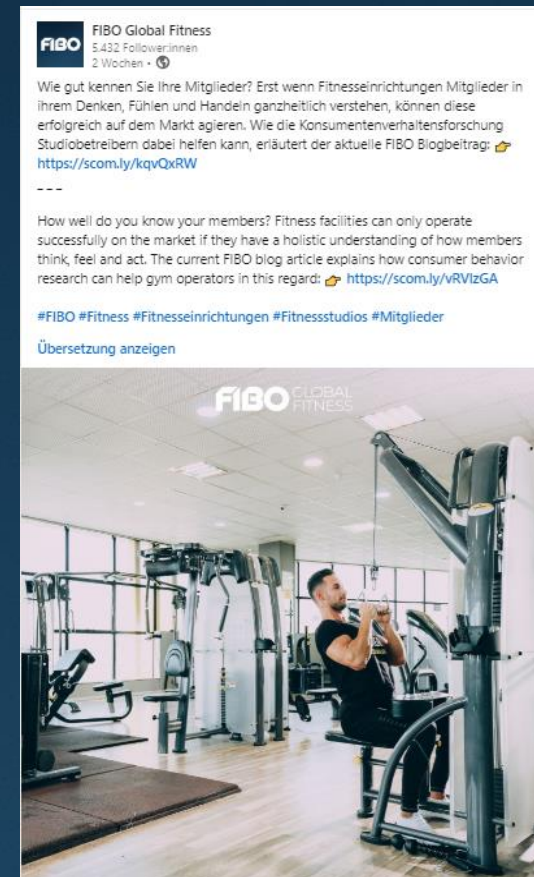 FIBO
FIBO Global Fitness
5.432 Follower:innen
2 Wochen •
Wie gut kennen Sie Ihre Mitglieder? Erst wenn Fitnesseinrichtungen Mitglieder in
ihrem Denken, Fühlen und Handeln ganzheitlich verstehen, können diese
erfolgreich auf dem Markt agieren. Wie die Konsumentenverhaltensforschung
Studiobetreibern dabei helfen kann, erläutert der aktuelle FIBO Blogbeitrag: 👉
https://scom.ly/kqvQxRW
_ _ _
How well do you know your members? Fitness facilities can only operate
successfully on the market if they have a holistic understanding of how members
think, feel and act. The current FIBO blog article explains how consumer behavior
research can help gym operators in this regard: 👉 https://scom.ly/vRVlzGA
#FIBO #Fitness #Fitnesseinrichtungen #Fitnessstudios #Mitglieder
Übersetzung anzeigen
FIBO GLOBAL
FITNESS